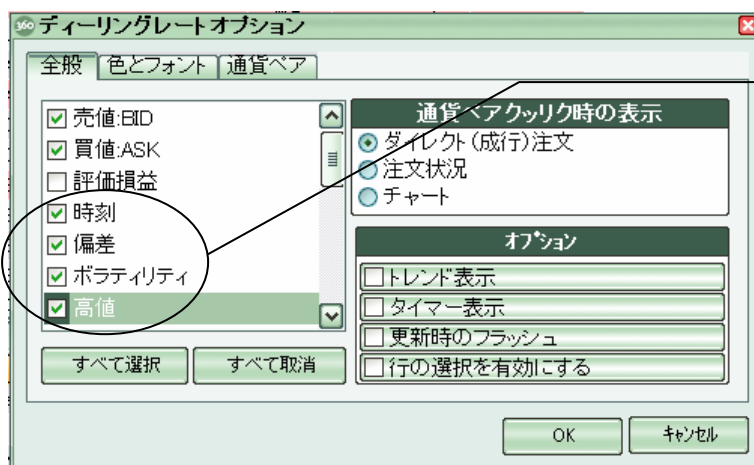 360 ディーリングレートオプション
全般 色とフォント 通貨ペア
売値:BID
買値:ASK
評価損益
時刻
偏差
ボラティリティ
高値
すべて選択 すべて取消
通貨ペアクッリク時の表示
ダイレクト(成行)注文
注文状況
チャート
オプション
トレンド表示
タイマー表示
更新時のフラッシュ
行の選択を有効にする
OK キャンセル